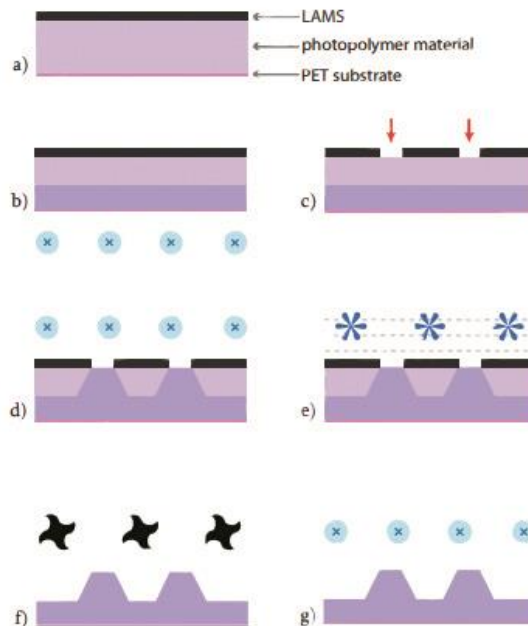 LAMS
photopolymer material
PET substrate
a)
b)
c)
d)
e)
f)
g)